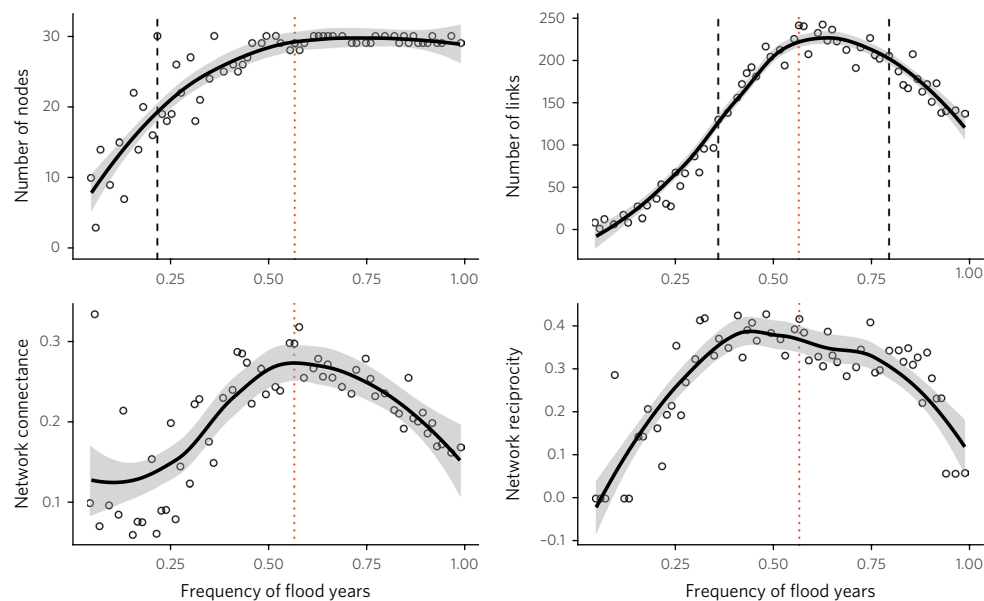 Number of nodes
30
20
10
0
0.25 0.50 0.75 1.00
Number of links
250
200
150
100
50
0
0.25 0.50 0.75 1.00
Network connectance
0.3
0.2
0.1
0.25 0.50 0.75 1.00
Frequency of flood years
Network reciprocity
0.4
0.3
0.2
0.1
0.0
–0.1
0.25 0.50 0.75 1.00
Frequency of flood years